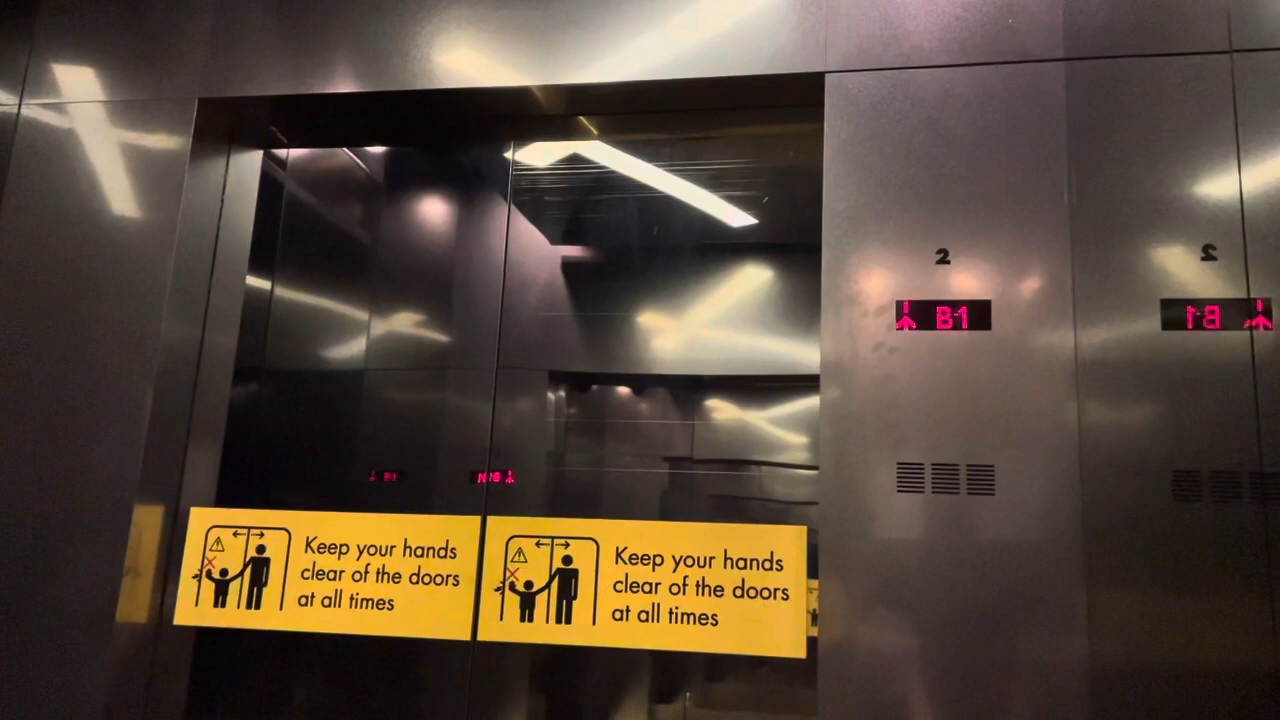 2
B1
Keep your hands
clear of the doors
at all times
Keep your hands
clear of the doors
at all times